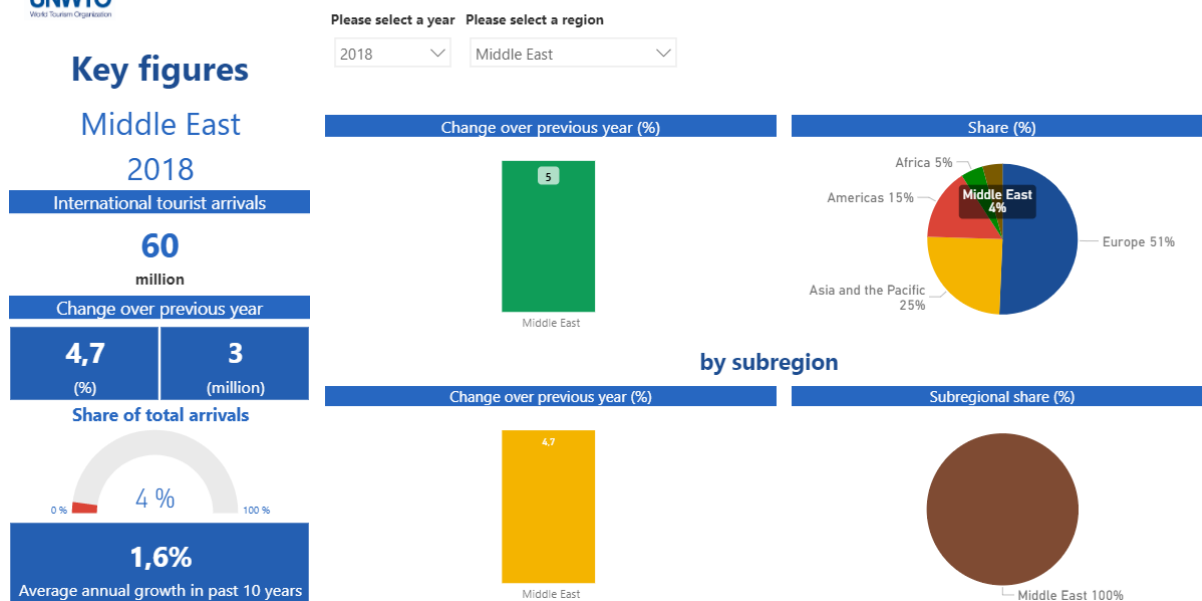 UNWTO
World Tourism Organization
Please select a year
Please select a region
2018
Middle East
Key figures
Middle East
2018
International tourist arrivals
60
million
Change over previous year
4,7
(%)
3
(million)
Share of total arrivals
4 %
0 %
100 %
1,6%
Average annual growth in past 10 years
Change over previous year (%)
5
Middle East
Share (%)
Africa 5%
Americas 15%
Middle East
4%
Europe 51%
Asia and the Pacific
25%
by subregion
Change over previous year (%)
4,7
Middle East
Subregional share (%)
Middle East 100%